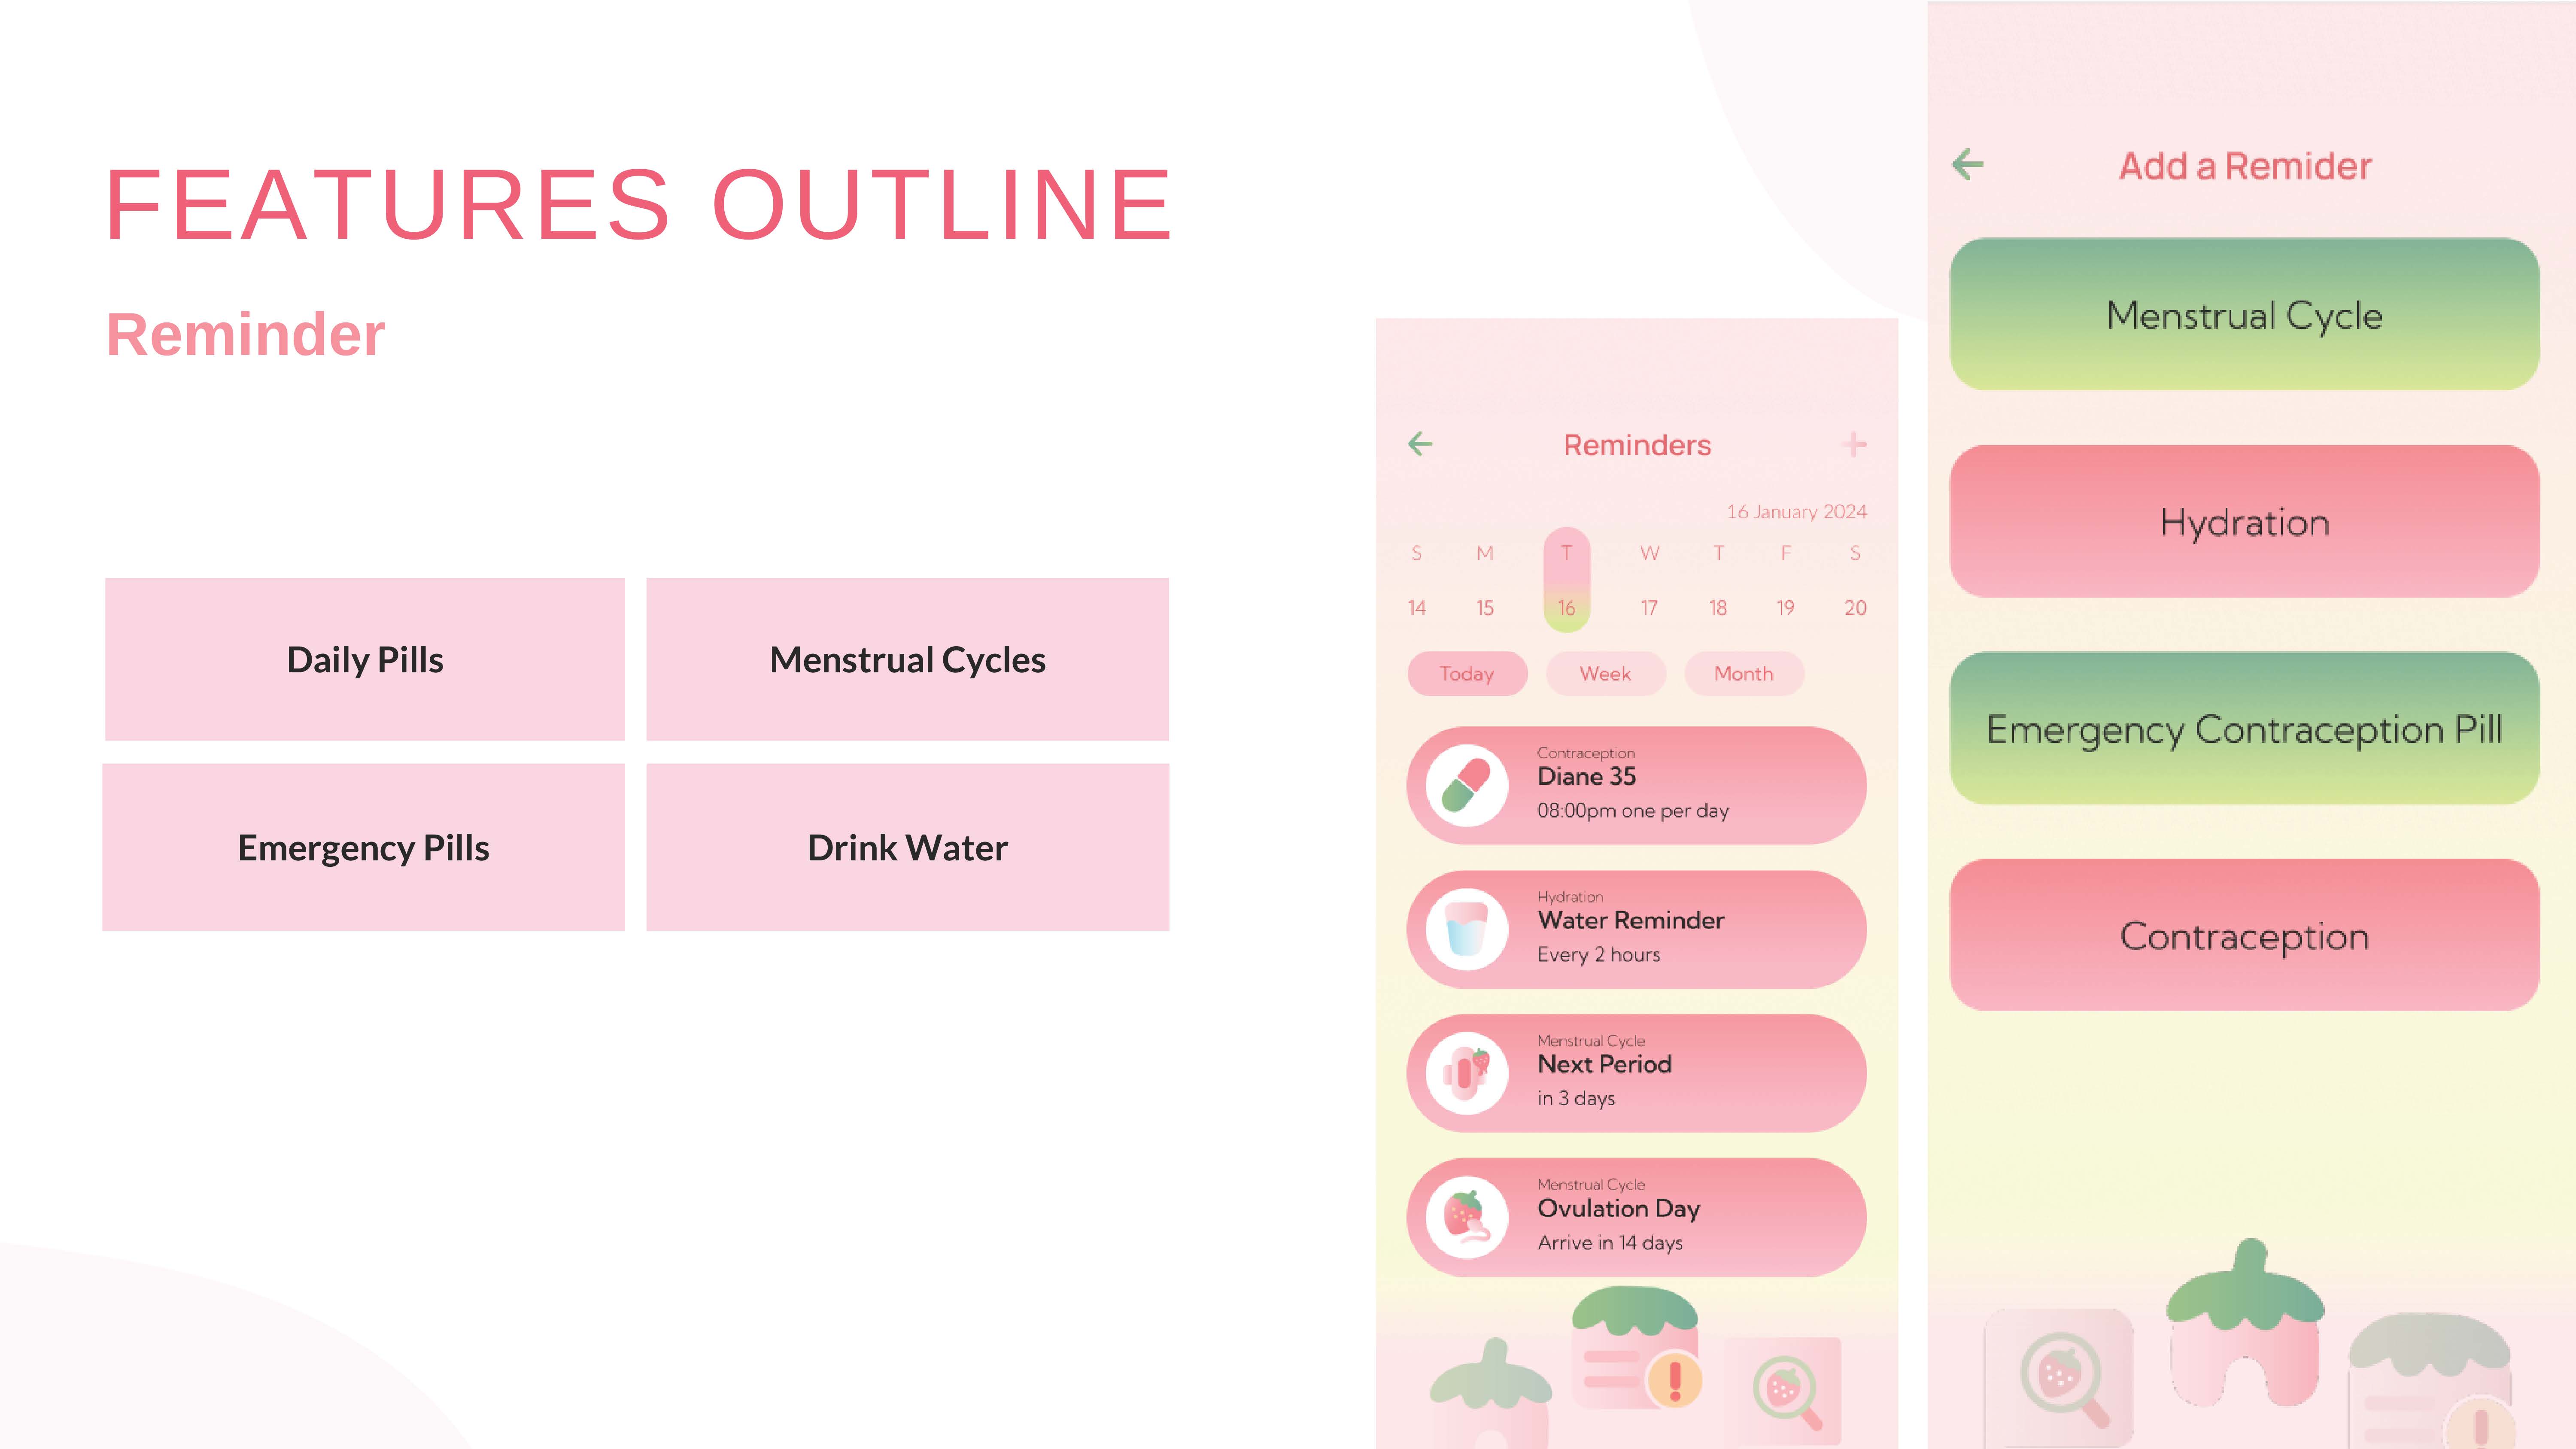 FEATURES OUTLINE
Reminder
Daily Pills
Menstrual Cycles
Emergency Pills
Drink Water
Reminders
16 January 2024
S M T W T F S
14 15 16 17 18 19 20
Today Week Month
Contraception
Diane 35
08:00pm one per day
Hydration
Water Reminder
Every 2 hours
Menstrual Cycle
Next Period
in 3 days
Menstrual Cycle
Ovulation Day
Arrive in 14 days
Add a Remider
Menstrual Cycle
Hydration
Emergency Contraception Pill
Contraception